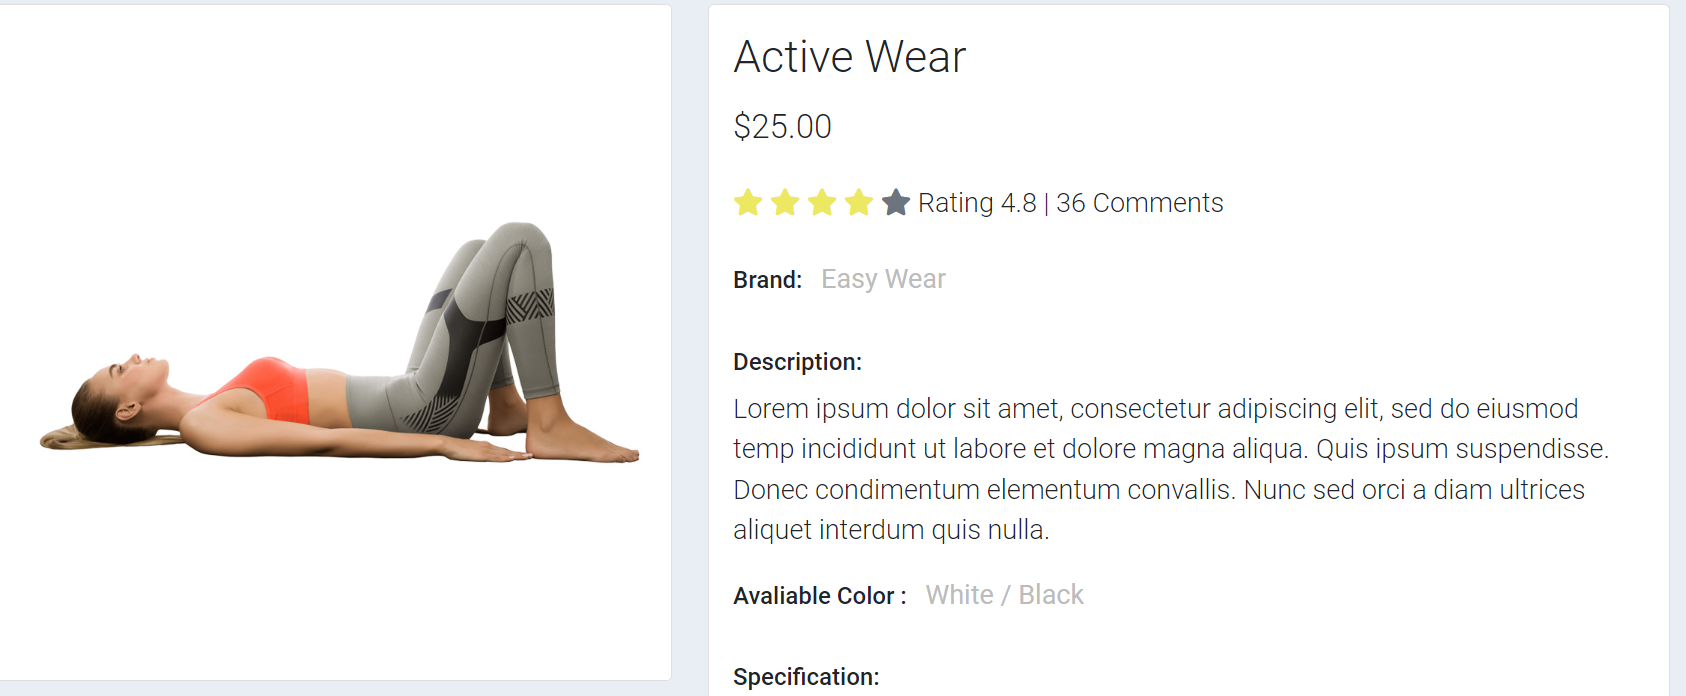 Active Wear
$25.00
Rating 4.8 | 36 Comments
Brand: Easy Wear
Description:
Lorem ipsum dolor sit amet, consectetur adipiscing elit, sed do eiusmod
temp incididunt ut labore et dolore magna aliqua. Quis ipsum suspendisse.
Donec condimentum elementum convallis. Nunc sed orci a diam ultrices
aliquet interdum quis nulla.
Avaliable Color : White / Black
Specification: